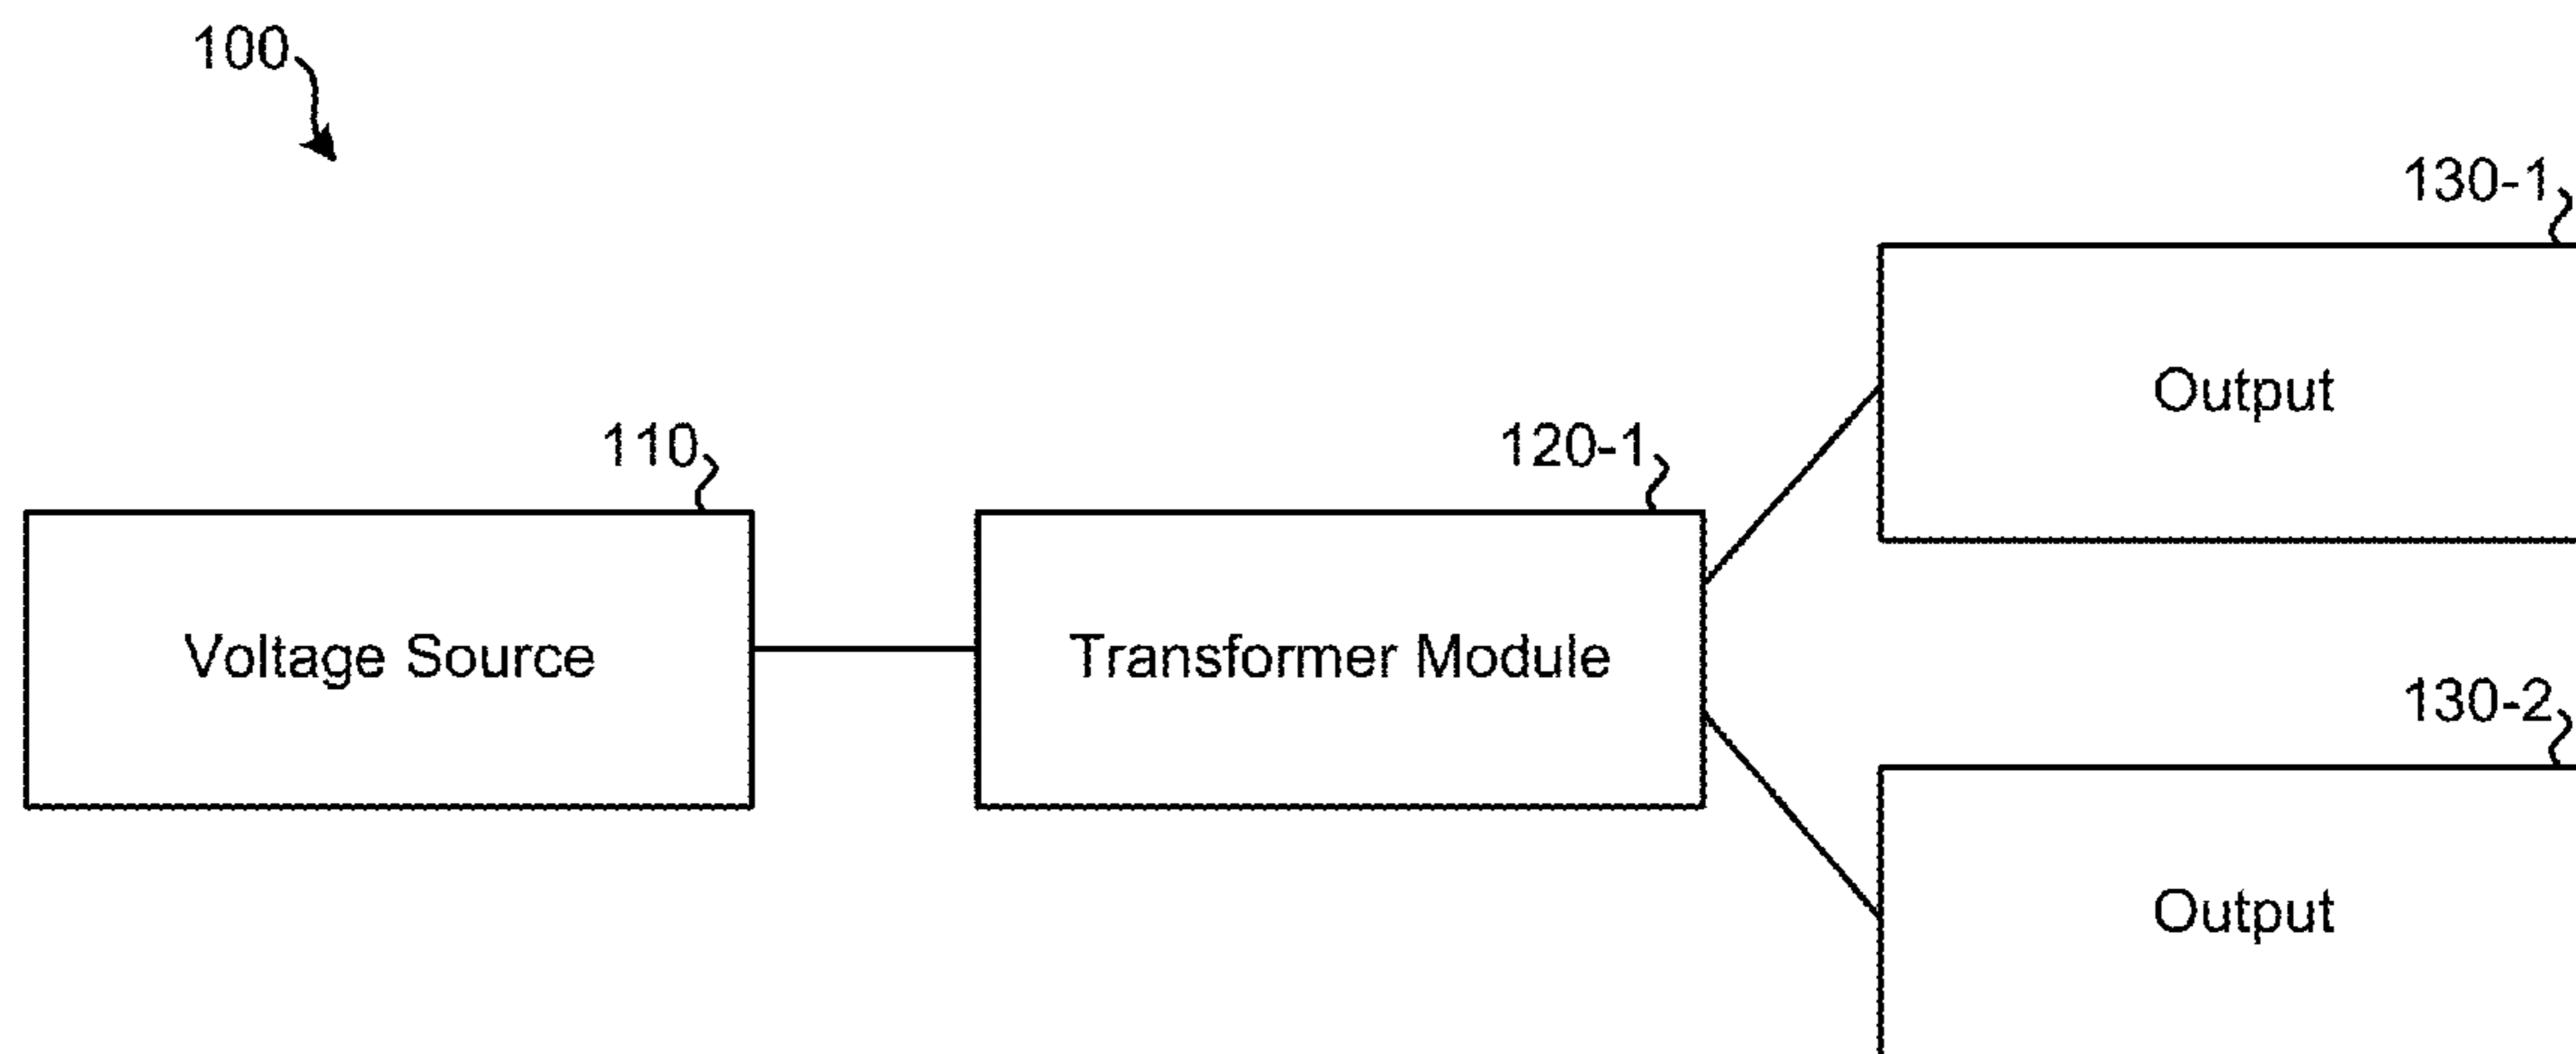 100
130-1
Output
110
120-1
Voltage Source
Transformer Module
130-2
Output